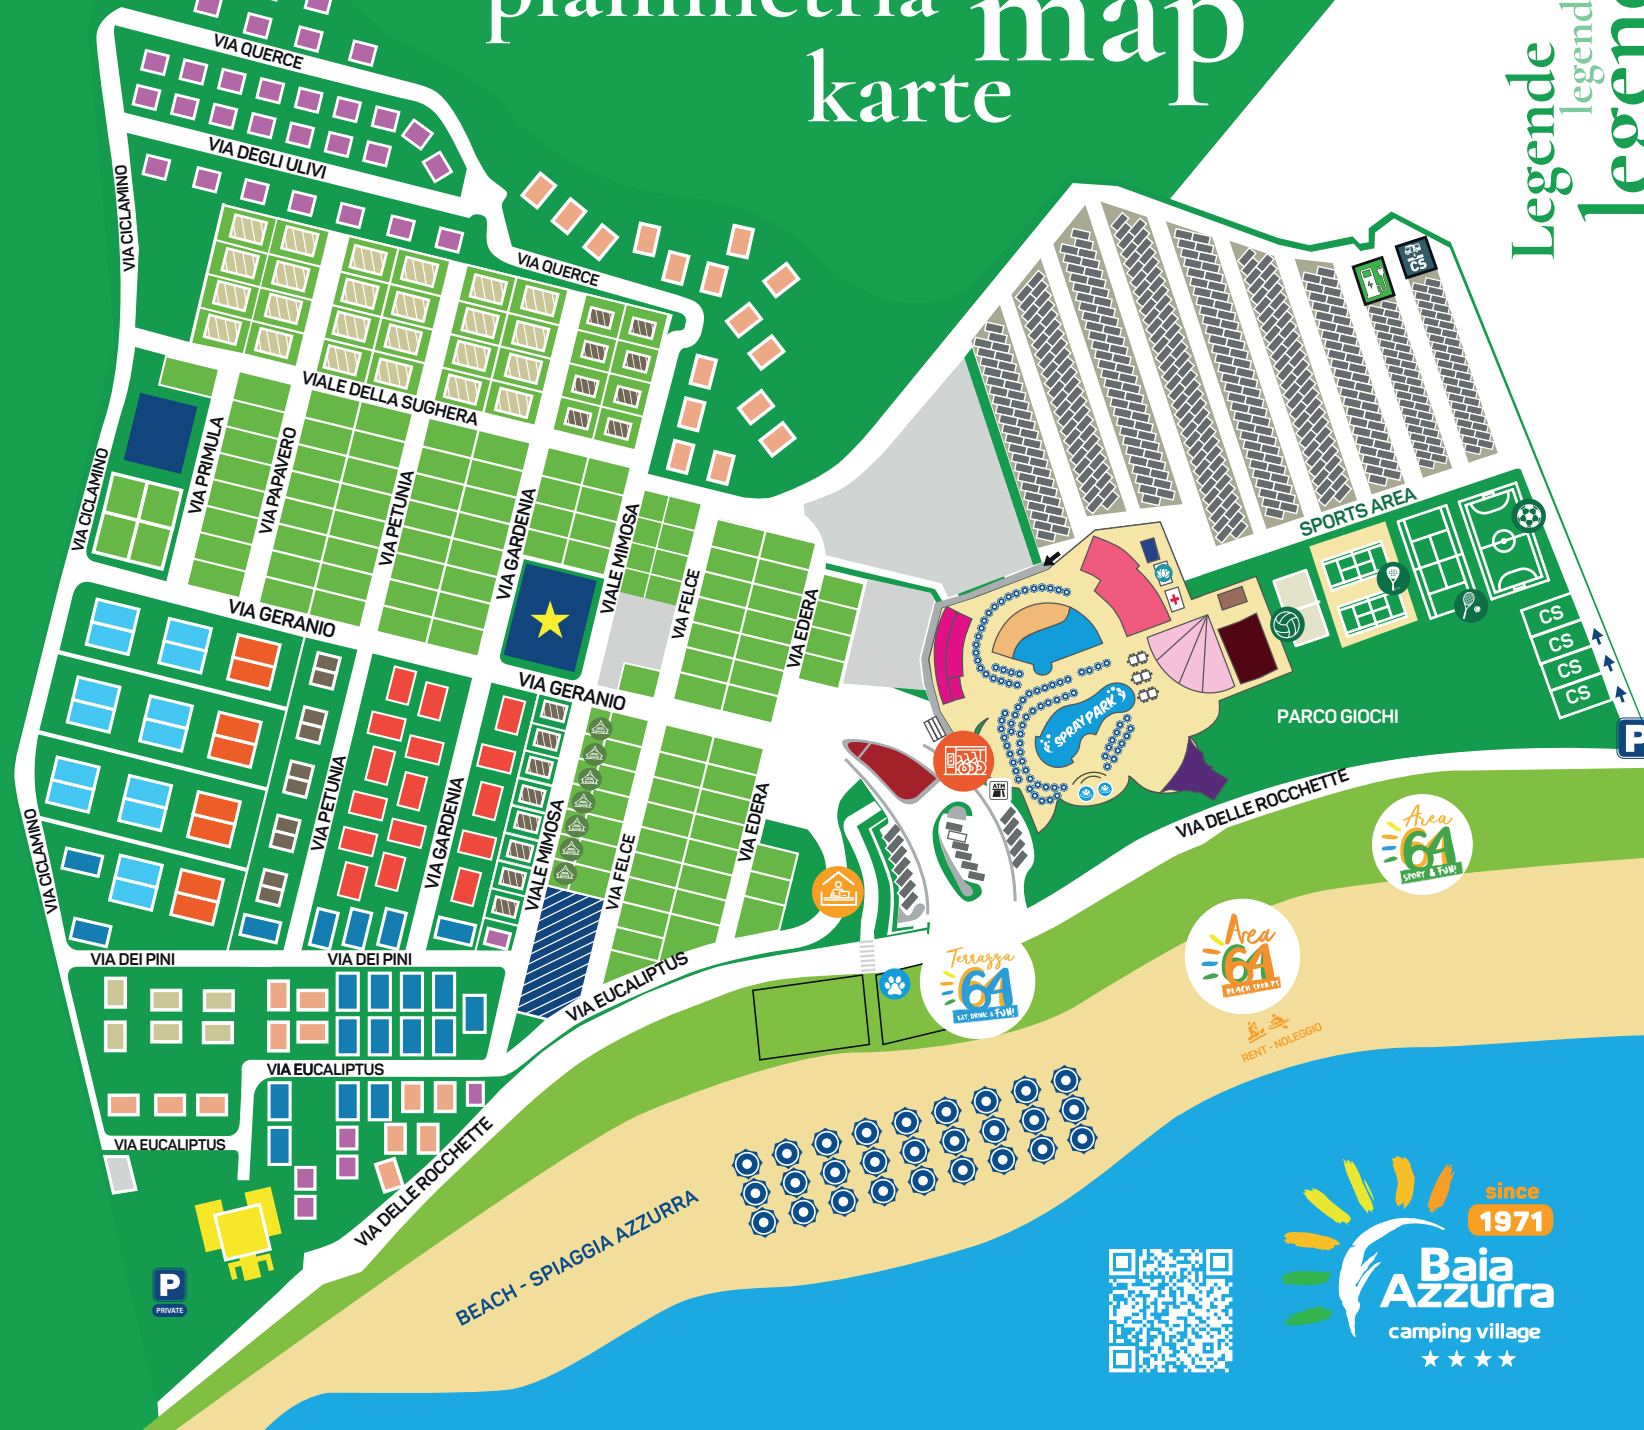 planimetria map
karte
Legende
legend
legen
VIA QUERCE
VIA DEGLI ULIVI
VIA CICLAMINO
VIA QUERCE
VIALE DELLA SUGHERA
VIA CICLAMINO
VIA PRIMULA
VIA PAPAVERO
VIA PETUNIA
VIA GARDENIA
VIALE MIMOSA
VIA FELCE
VIA EDERA
VIA GERANIO
VIA GERANIO
VIA CICLAMINO
VIA PETUNIA
VIA GARDENIA
VIALE MIMOSA
VIA FELCE
VIA EDERA
VIA DEI PINI
VIA DEI PINI
VIA EUCALIPTUS
VIA EUCALIPTUS
VIA EUCALIPTUS
VIA DELLE ROCCHETTE
VIA DELLE ROCCHETTE
CS
SPORTS AREA
CS
CS
CS
CS
P
PARCO GIOCHI
SPRAYPARK
ATM
Area
64
SPORT & FUN!
Area
64
BEACH SPORTS
RENT - NOLEGGIO
Terrazza
64
EAT, DRINK & FUN!
BEACH - SPIAGGIA AZZURRA
P
PRIVATE
since
1971
Baia
Azzurra
camping village